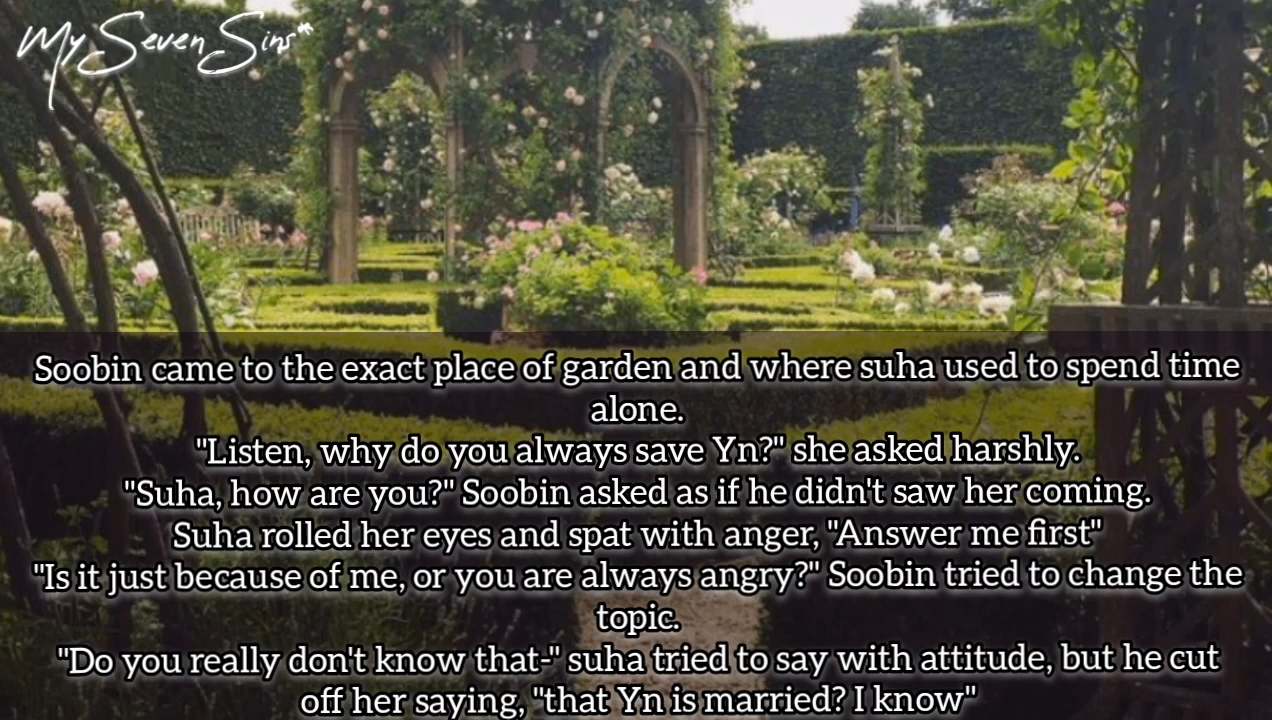 My Seven Sins**
Soobin came to the exact place of garden and where suha used to spend time
alone.
"Listen, why do you always save Yn?" she asked harshly.
"Suha, how are you?" Soobin asked as if he didn't saw her coming.
Suha rolled her eyes and spat with anger, "Answer me first"
"Is it just because of me, or you are always angry?" Soobin tried to change the
topic.
"Do you really don't know that-" suha tried to say with attitude, but he cut
off her saying, "that Yn is married? I know"